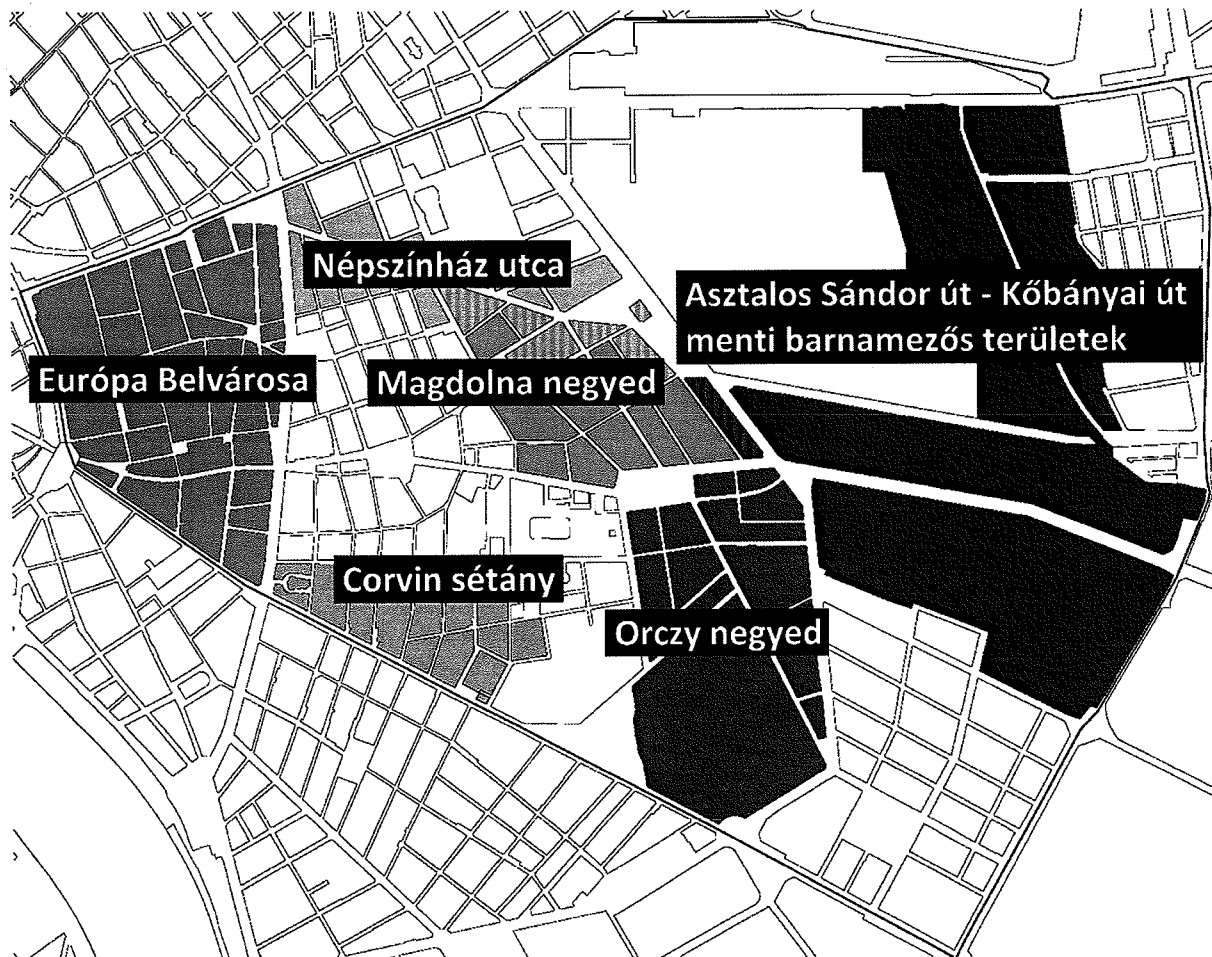 Népszínház utca
Asztalos Sándor út - Kőbányai út
menti barnamezős területek
Európa Belvárosa
Magdolna negyed
Corvin sétány
Orczy negyed